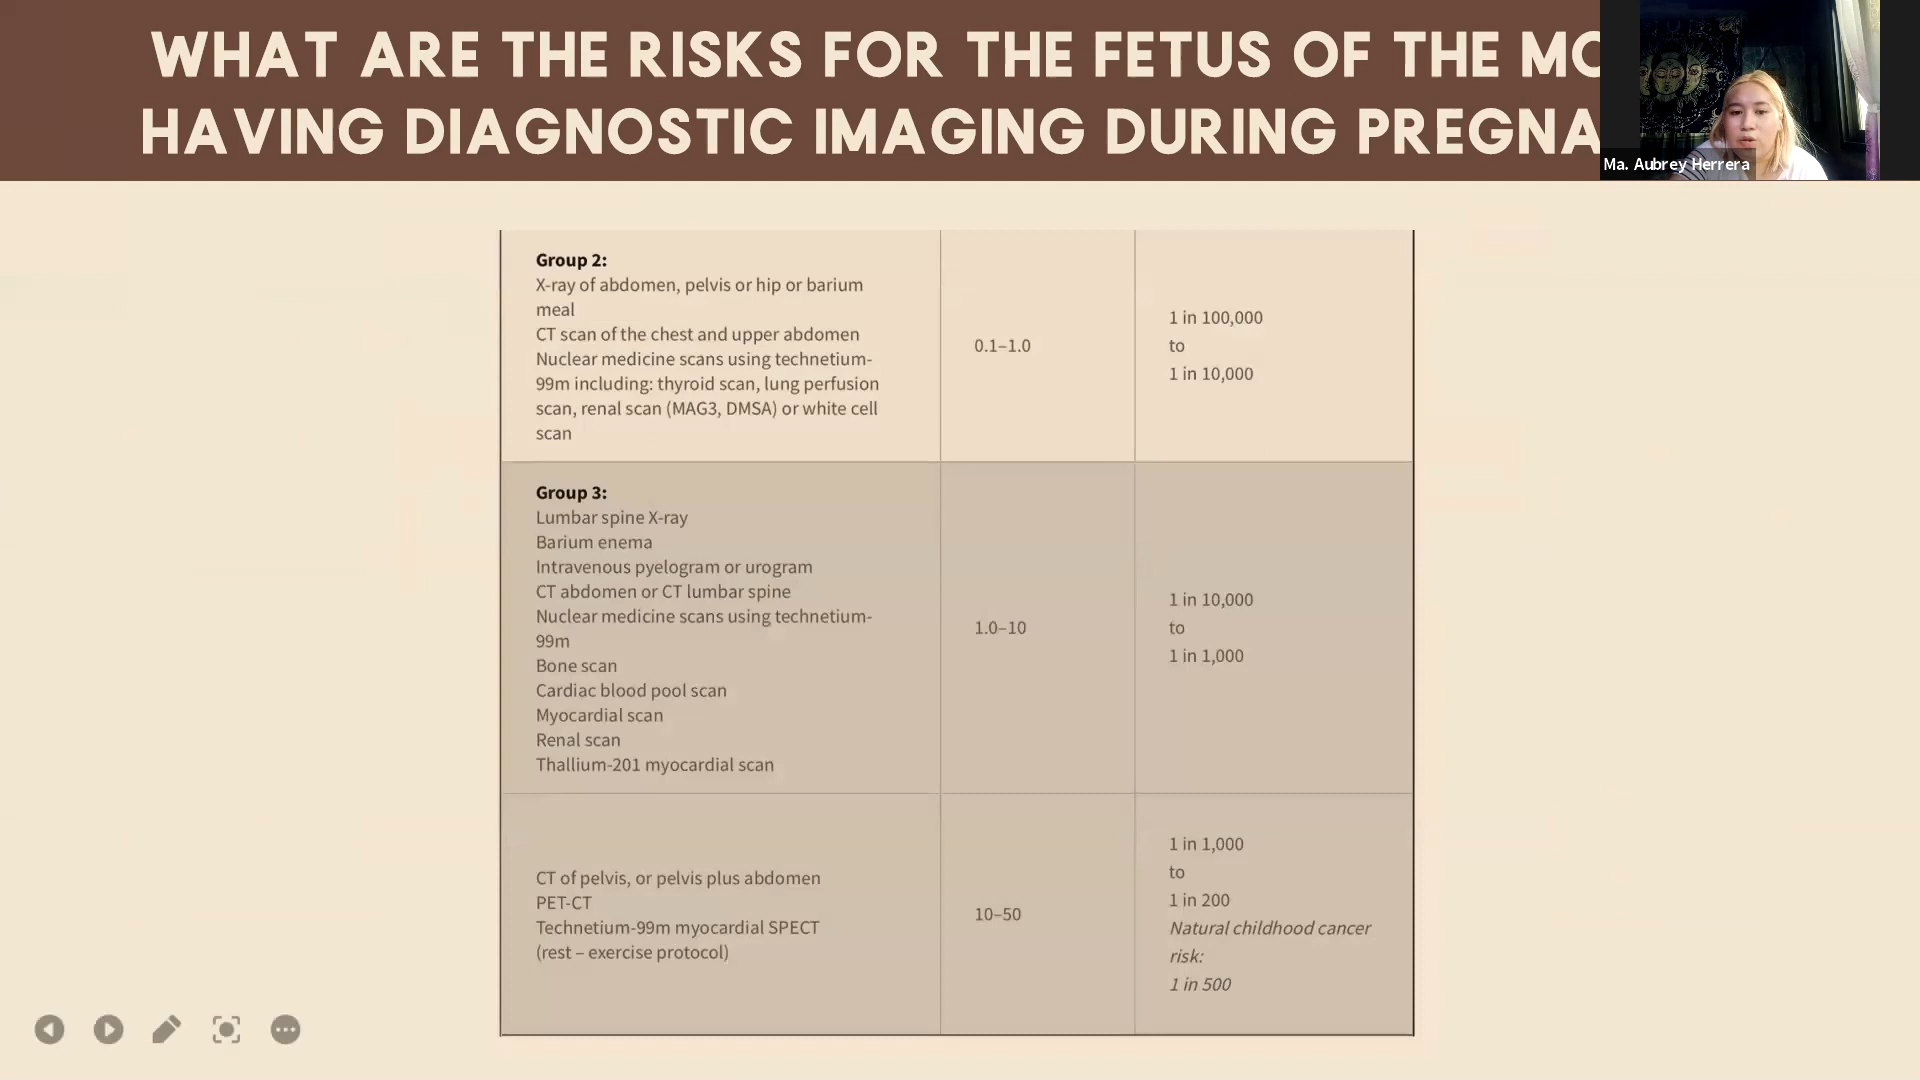 WHAT ARE THE RISKS FOR THE FETUS OF THE MO
HAVING DIAGNOSTIC IMAGING DURING PREGNA
Ma. Aubrey Herrera
Group 2:
X-ray of abdomen, pelvis or hip or barium
meal
CT scan of the chest and upper abdomen
Nuclear medicine scans using technetium-
99m including: thyroid scan, lung perfusion
scan, renal scan (MAG3, DMSA) or white cell
scan
0.1–1.0
1 in 100,000
to
1 in 10,000
Group 3:
Lumbar spine X-ray
Barium enema
Intravenous pyelogram or urogram
CT abdomen or CT lumbar spine
Nuclear medicine scans using technetium-
99m
Bone scan
Cardiac blood pool scan
Myocardial scan
Renal scan
Thallium-201 myocardial scan
1.0–10
1 in 10,000
to
1 in 1,000
CT of pelvis, or pelvis plus abdomen
PET-CT
Technetium-99m myocardial SPECT
(rest – exercise protocol)
10–50
1 in 1,000
to
1 in 200
Natural childhood cancer
risk:
1 in 500